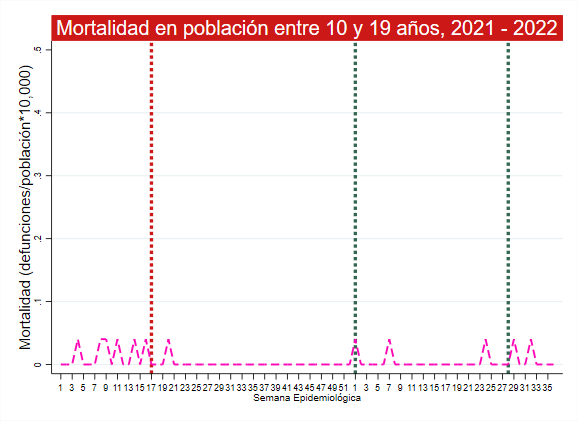 Mortalidad en población entre 10 y 19 años, 2021 - 2022
Mortalidad (defunciones/población*10,000)
.5
.4
.3
.2
.1
0
1 3 5 7 9 11 13 15 17 19 21 23 25 27 29 31 33 35 37 39 41 43 45 47 49 51 1 3 5 7 9 11 13 15 17 19 21 23 25 27 29 31 33 35
Semana Epidemiológica